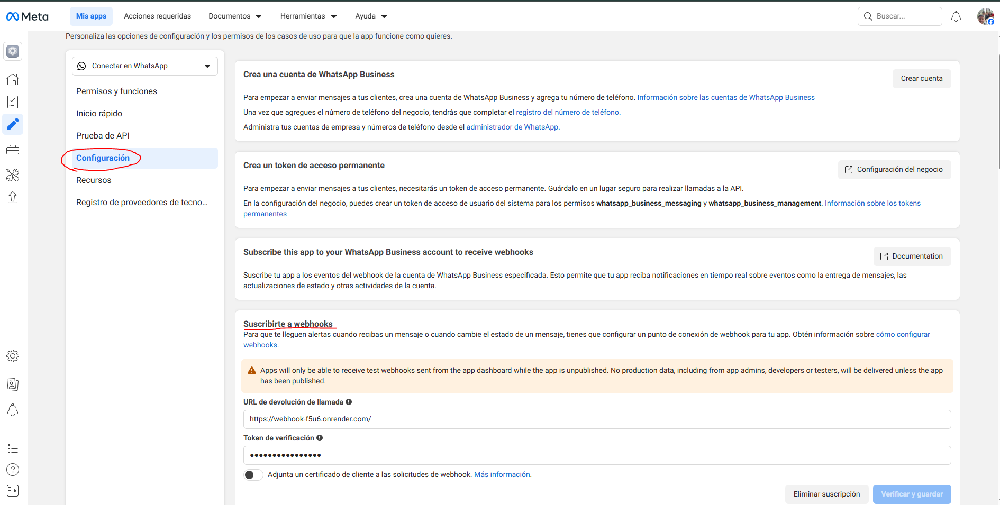 Meta
Mis apps
Acciones requeridas
Documentos
Herramientas
Ayuda
Buscar...
Personaliza las opciones de configuración y los permisos de los casos de uso para que la app funcione como quieres.
Conectar en WhatsApp
Permisos y funciones
Inicio rápido
Prueba de API
Configuración
Recursos
Registro de proveedores de tecno...
Crea una cuenta de WhatsApp Business
Crear cuenta
Para empezar a enviar mensajes a tus clientes, crea una cuenta de WhatsApp Business y agrega tu número de teléfono. Información sobre las cuentas de WhatsApp Business
Una vez que agregues el número de teléfono del negocio, tendrás que completar el registro del número de teléfono.
Administra tus cuentas de empresa y números de teléfono desde el administrador de WhatsApp.
Crea un token de acceso permanente
Configuración del negocio
Para empezar a enviar mensajes a tus clientes, necesitarás un token de acceso permanente. Guárdalo en un lugar seguro para realizar llamadas a la API.
En la configuración del negocio, puedes crear un token de acceso de usuario del sistema para los permisos whatsapp_business_messaging y whatsapp_business_management. Información sobre los tokens
permanentes
Subscribe this app to your WhatsApp Business account to receive webhooks
Documentation
Suscribe tu app a los eventos del webhook de la cuenta de WhatsApp Business especificada. Esto permite que tu app reciba notificaciones en tiempo real sobre eventos como la entrega de mensajes, las
actualizaciones de estado y otras actividades de la cuenta.
Suscribirte a webhooks
Para que te lleguen alertas cuando recibas un mensaje o cuando cambie el estado de un mensaje, tienes que configurar un punto de conexión de webhook para tu app. Obtén información sobre cómo configurar
webhooks.
Apps will only be able to receive test webhooks sent from the app dashboard while the app is unpublished. No production data, including from app admins, developers or testers, will be delivered unless the app
has been published.
URL de devolución de llamada
https://webhook-f5u6.onrender.com/
Token de verificación
••••••••••••••••
Adjunta un certificado de cliente a las solicitudes de webhook. Más información.
Eliminar suscripción
Verificar y guardar